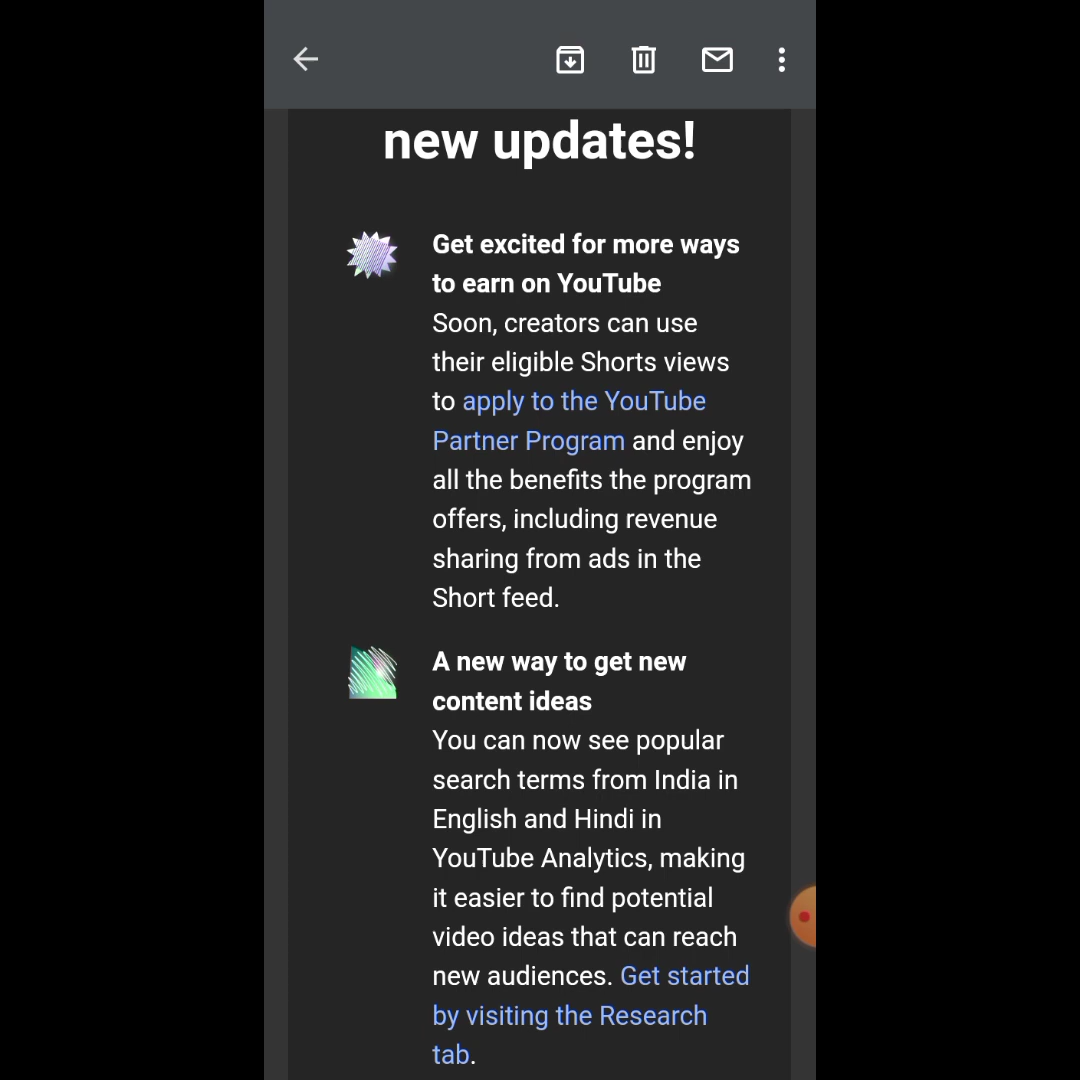 new updates!
Get excited for more ways
to earn on YouTube
Soon, creators can use
their eligible Shorts views
to apply to the YouTube
Partner Program and enjoy
all the benefits the program
offers, including revenue
sharing from ads in the
Short feed.
A new way to get new
content ideas
You can now see popular
search terms from India in
English and Hindi in
YouTube Analytics, making
it easier to find potential
video ideas that can reach
new audiences. Get started
by visiting the Research
tab.